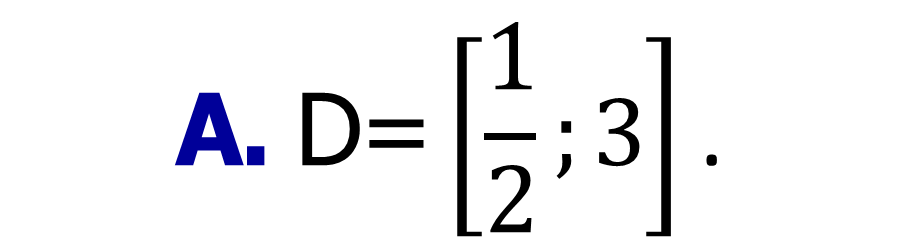 A. D= [1/2 ; 3] .